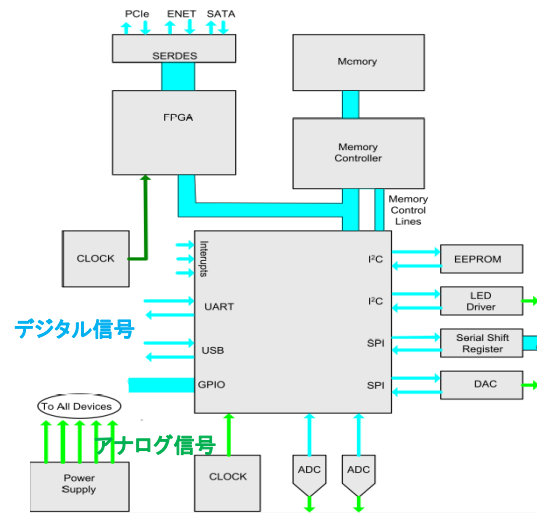 PCIe ENET SATA
SERDES
FPGA
Memory
Memory
Controller
Memory
Control
Lines
CLOCK
Interupts
I²C
EEPROM
UART
I²C
LED
Driver
デジタル信号
USB
SPI
Serial Shift
Register
GPIO
SPI
DAC
To All Devices
アナログ信号
Power
Supply
CLOCK
ADC
ADC